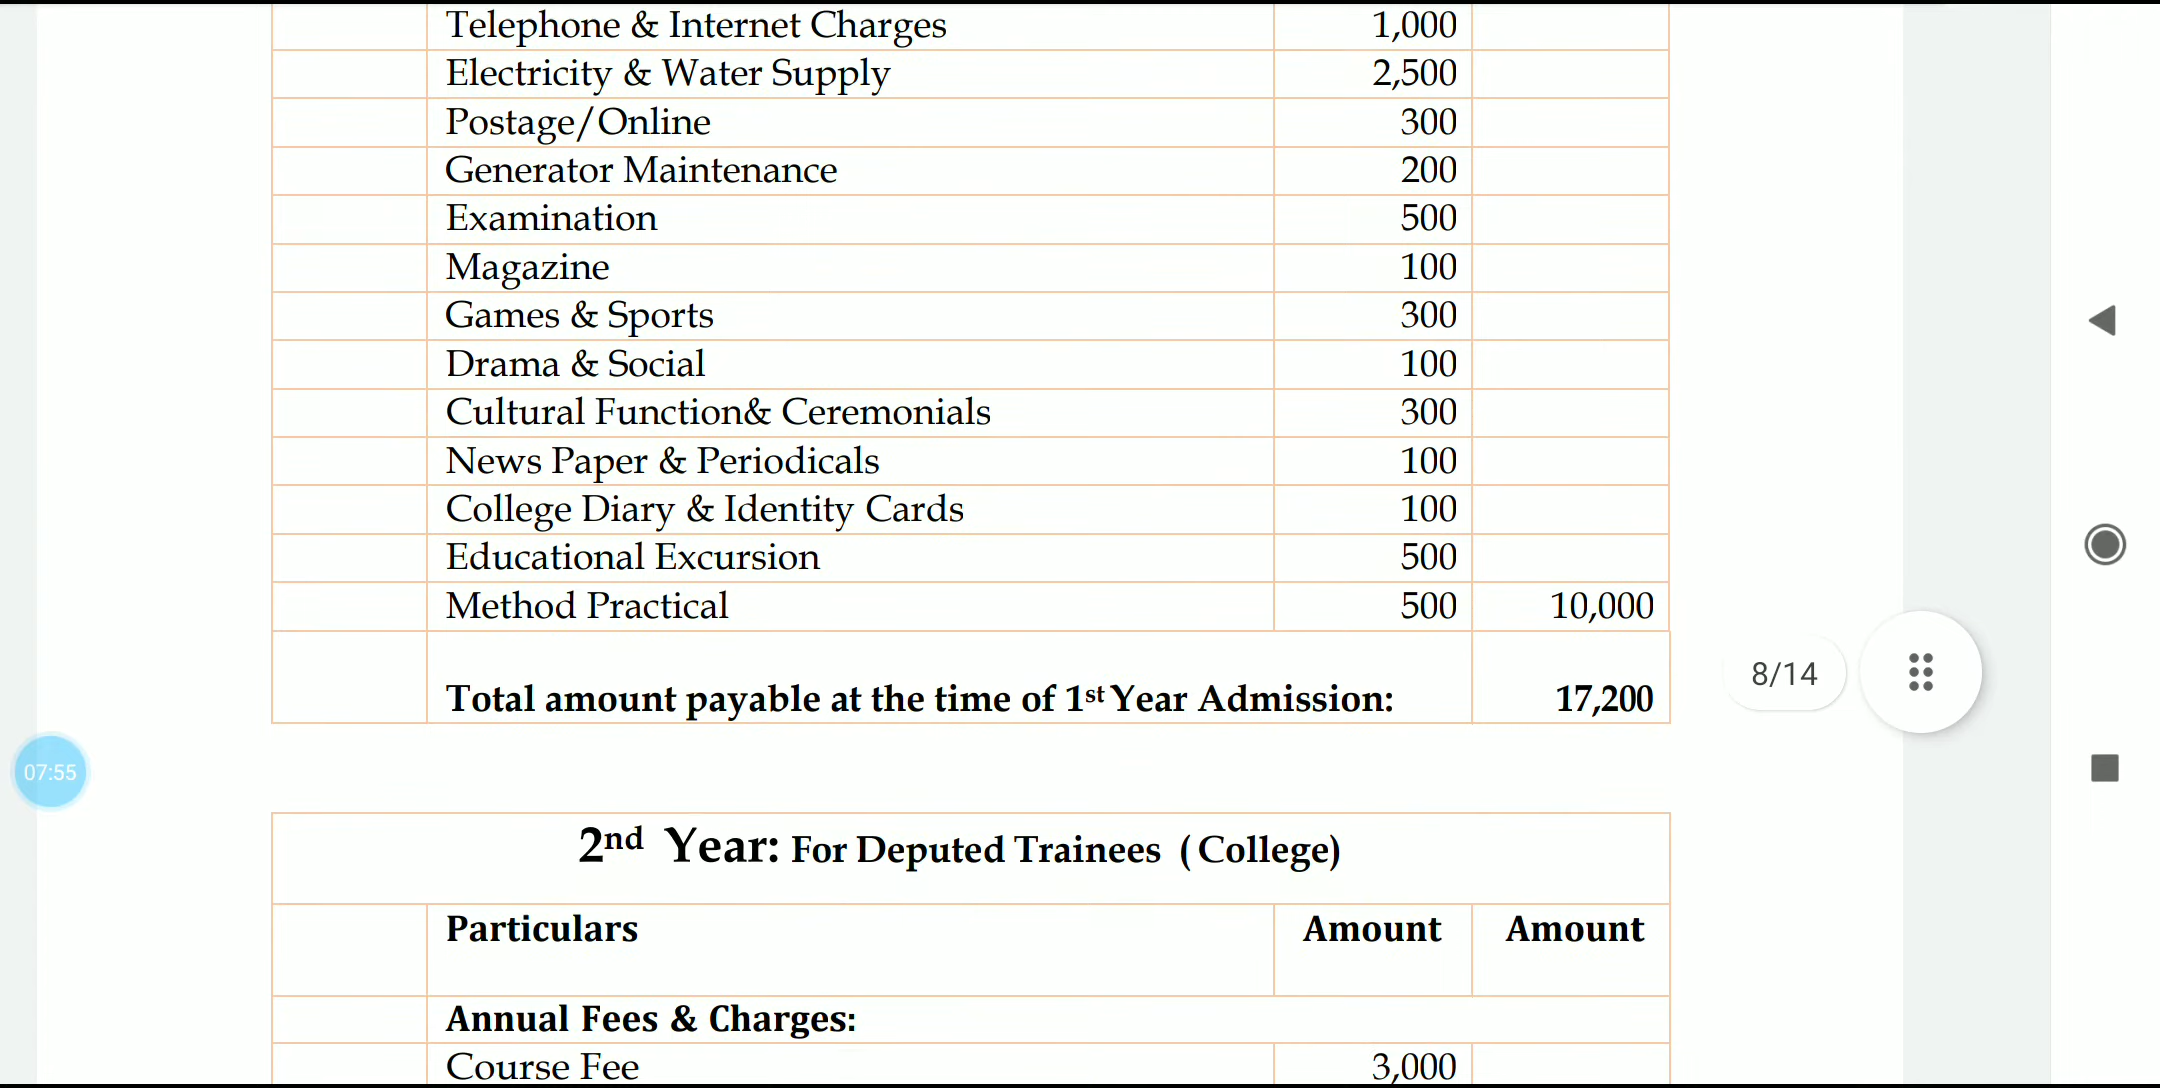 Telephone & Internet Charges 1,000
Electricity & Water Supply 2,500
Postage/Online 300
Generator Maintenance 200
Examination 500
Magazine 100
Games & Sports 300
Drama & Social 100
Cultural Function& Ceremonials 300
News Paper & Periodicals 100
College Diary & Identity Cards 100
Educational Excursion 500
Method Practical 500 10,000
Total amount payable at the time of 1st Year Admission: 17,200
8/14
07:55
2nd Year: For Deputed Trainees (College)
Particulars Amount Amount
Annual Fees & Charges:
Course Fee 3,000